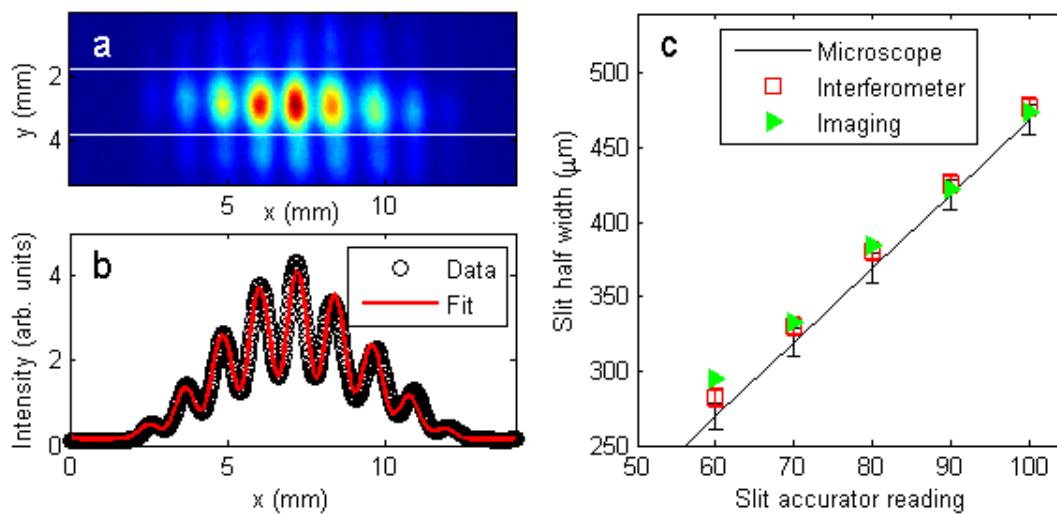 a
y (mm)
2
4
5
10
x (mm)
b
Intensity (arb. units)
4
2
0
Data
Fit
0
5
10
x (mm)
c
Microscope
Interferometer
Imaging
Slit half width (μm)
500
450
400
350
300
250
50
60
70
80
90
100
Slit accurator reading